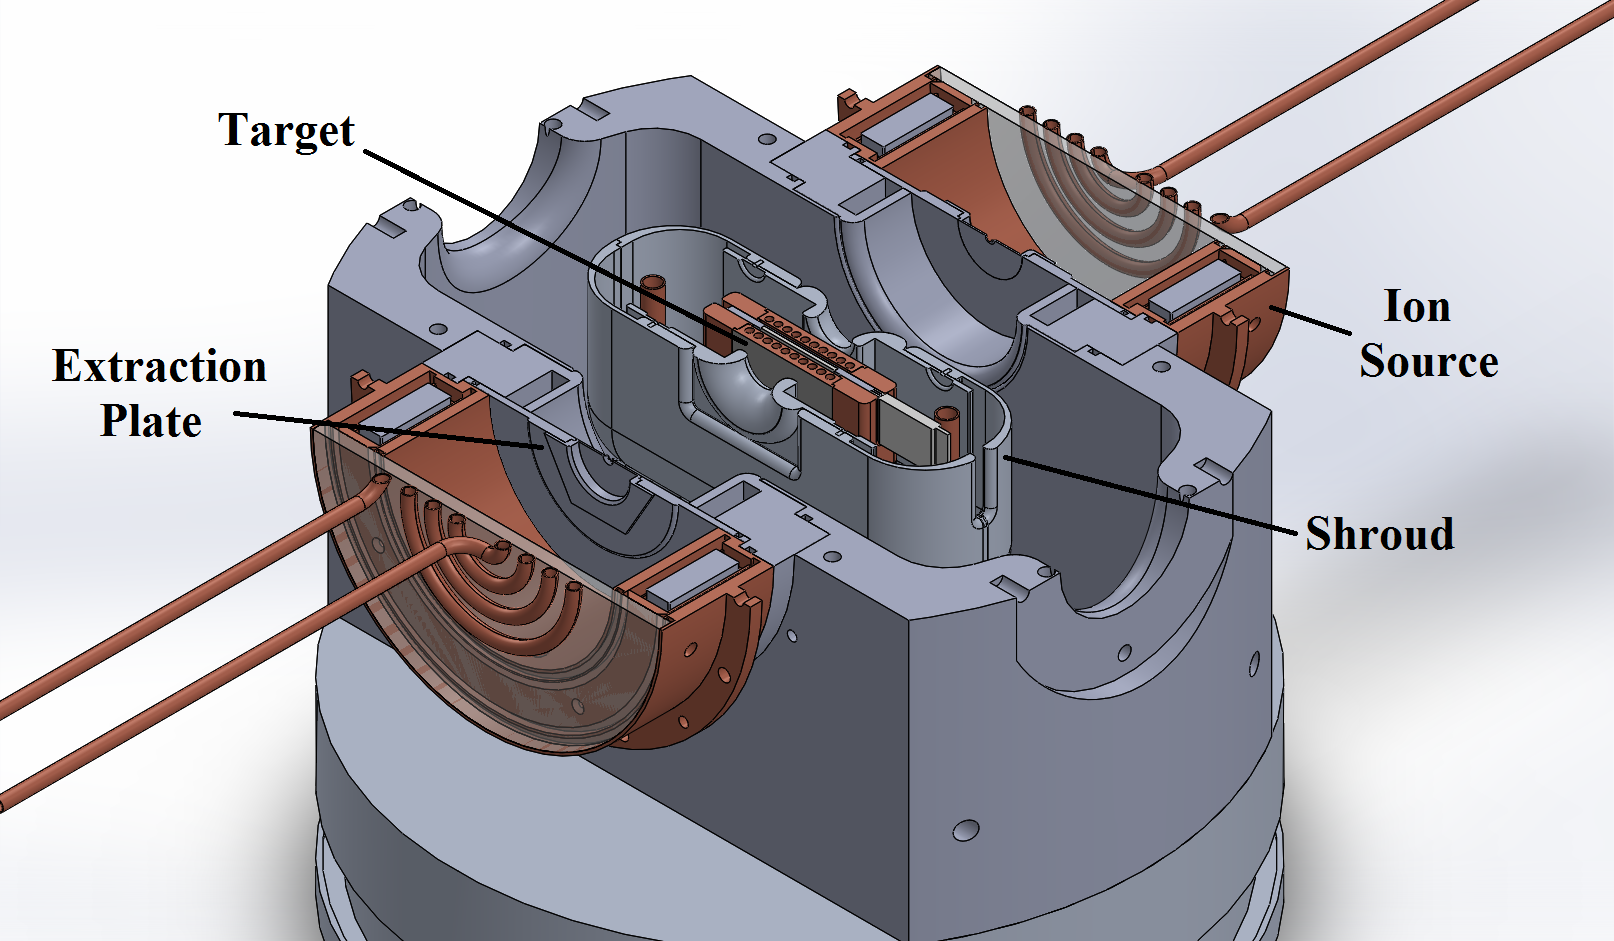 Target
Extraction
Plate
Ion
Source
Shroud